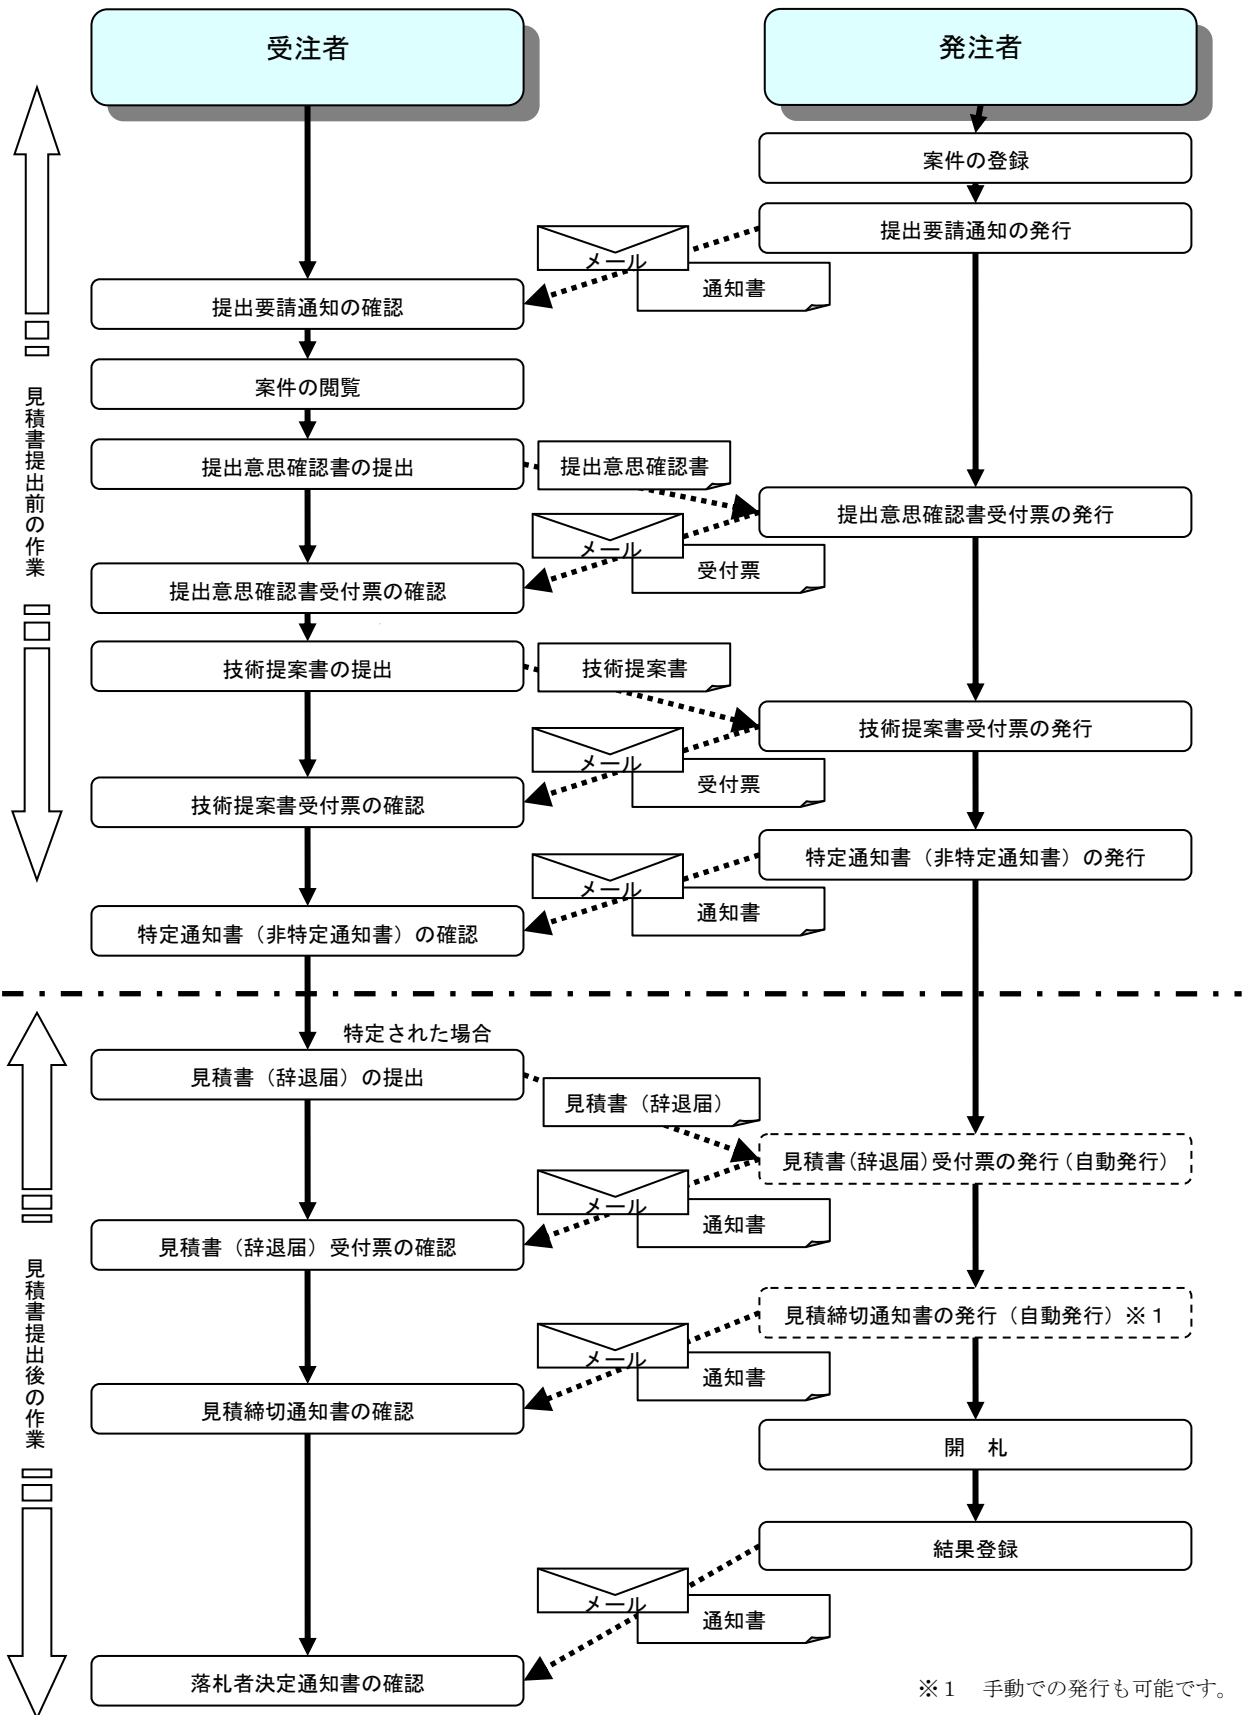 受注者
発注者
案件の登録
提出要請通知の発行
メール
通知書
提出要請通知の確認
案件の閲覧
提出意思確認書の提出
提出意思確認書
提出意思確認書受付票の発行
メール
受付票
提出意思確認書受付票の確認
技術提案書の提出
技術提案書
技術提案書受付票の発行
メール
受付票
技術提案書受付票の確認
特定通知書（非特定通知書）の発行
メール
通知書
特定通知書（非特定通知書）の確認
見積書提出前の作業
特定された場合
見積書（辞退届）の提出
見積書（辞退届）
見積書(辞退届)受付票の発行(自動発行)
メール
通知書
見積書（辞退届）受付票の確認
見積締切通知書の発行（自動発行）※１
メール
通知書
見積締切通知書の確認
開　札
結果登録
メール
通知書
落札者決定通知書の確認
見積書提出後の作業
※１　手動での発行も可能です。